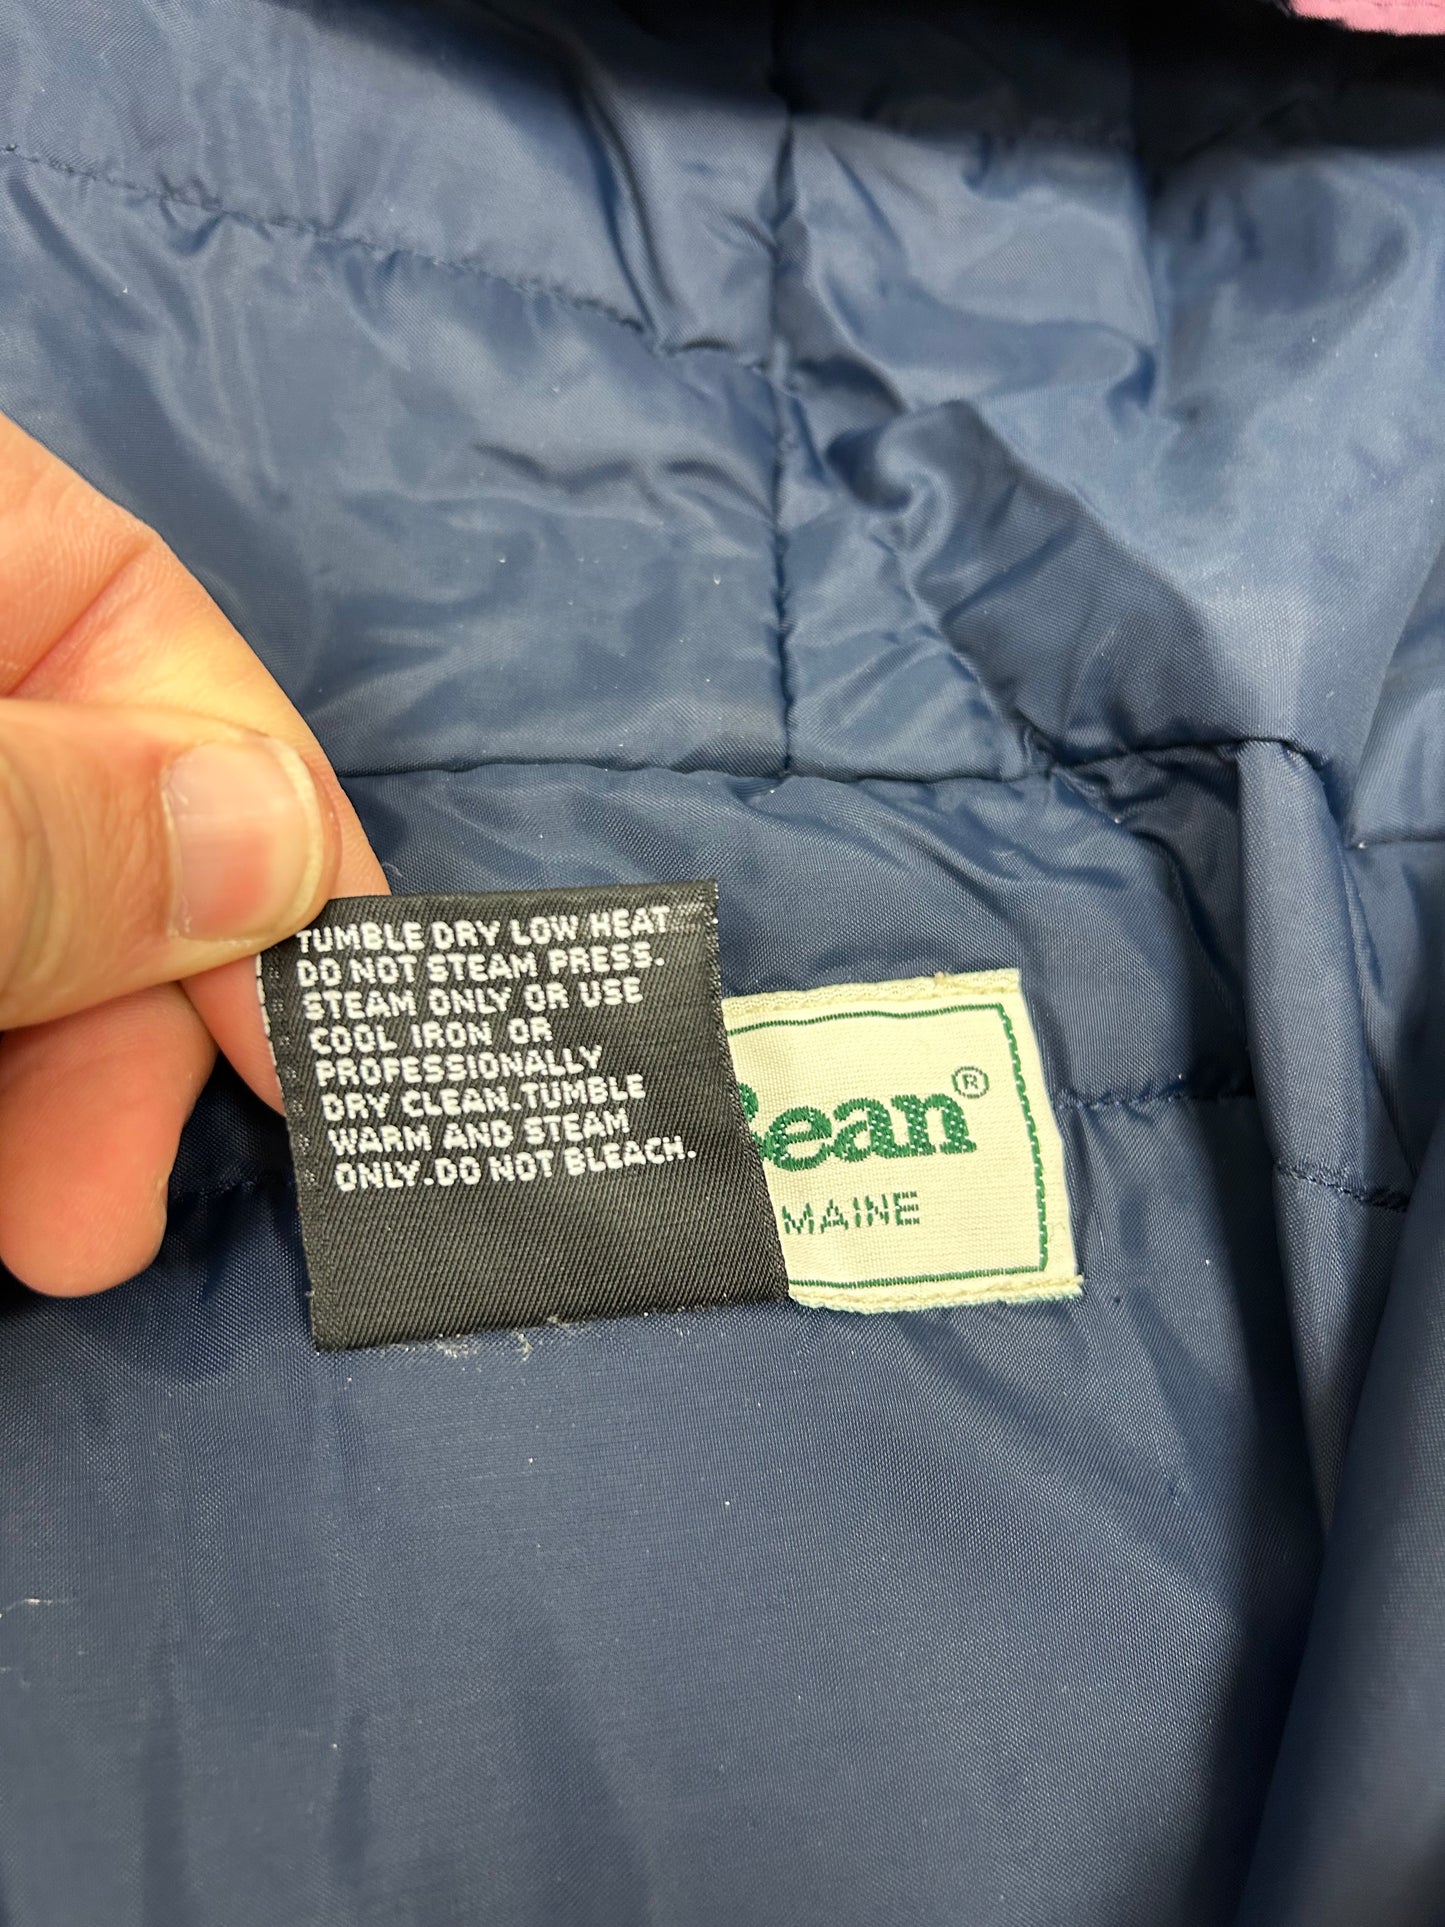 TUMBLE DRY LOW HEAT
DO NOT STEAM PRESS.
STEAM ONLY OR USE
COOL IRON OR
PROFESSIONALLY
DRY CLEAN.TUMBLE
WARM AND STEAM
ONLY.DO NOT BLEACH.
Bean®
MAINE